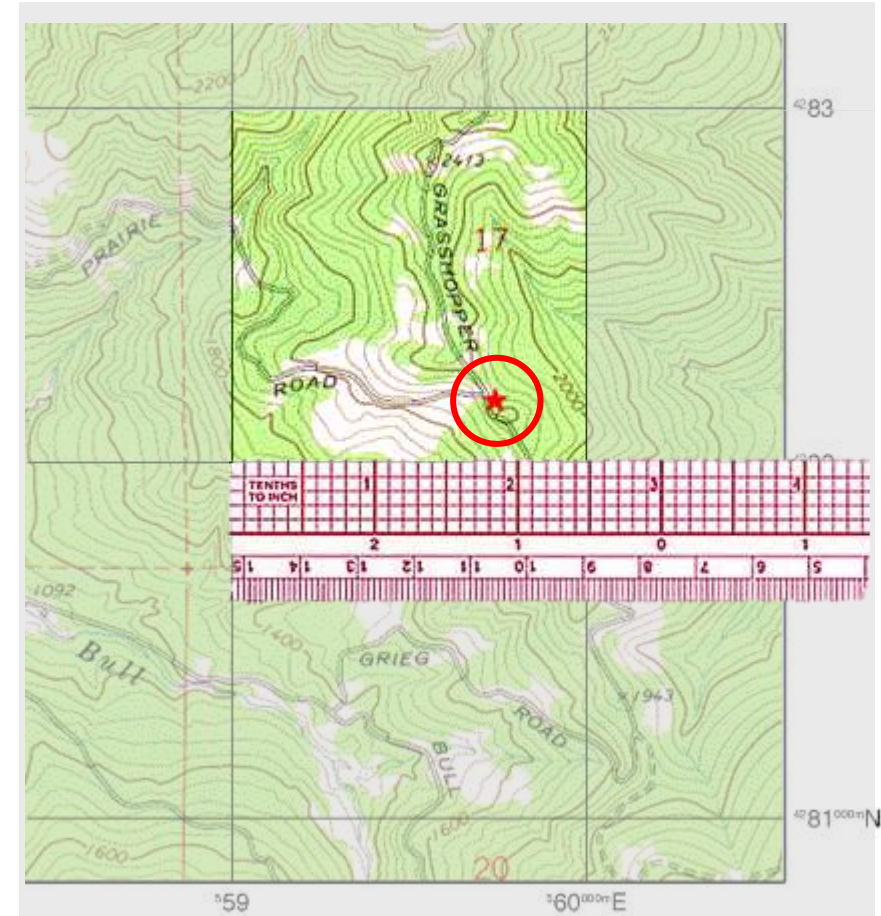 2200
⁴²83
2413
GRASSHOPPER
PRAIRIE
17
1800
ROAD
2000
TENTHS 1 2 3 4
TO INCH
2 1 0 1
15 14 13 12 11 10 9 8 7 6 5
1092
1400
GRIEG
Bull
1943
ROAD
BULL
⁴²81⁰⁰⁰ᵐN
1600
1600
20
⁵59
⁵60⁰⁰⁰ᵐE